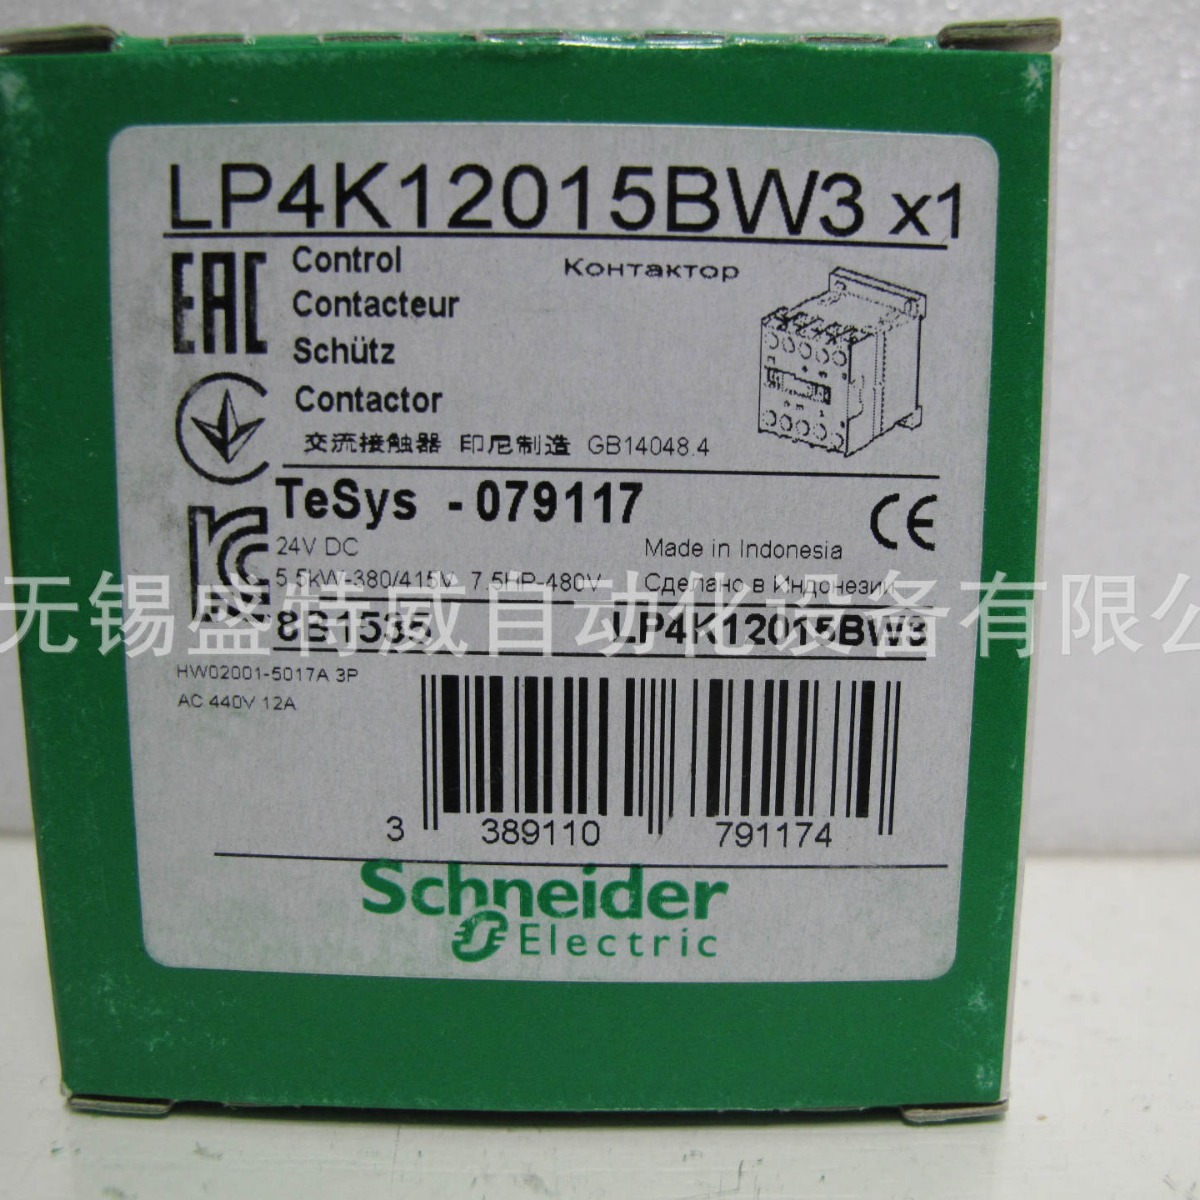 LP4K12015BW3 x1
EAC
Control
Контактор
Contacteur
Schütz
Contactor
交流接触器 印尼制造 GB14048.4
TeSys - 079117
CE
24V DC
Made in Indonesia
5.5kW-380/415V 7.5HP-480V
Сделано в Индонезии
无锡盛特威自动化设备有限公
8B1535
LP4K12015BW3
HW02001-5017A 3P
AC 440V 12A
3 389110 791174
Schneider
Electric